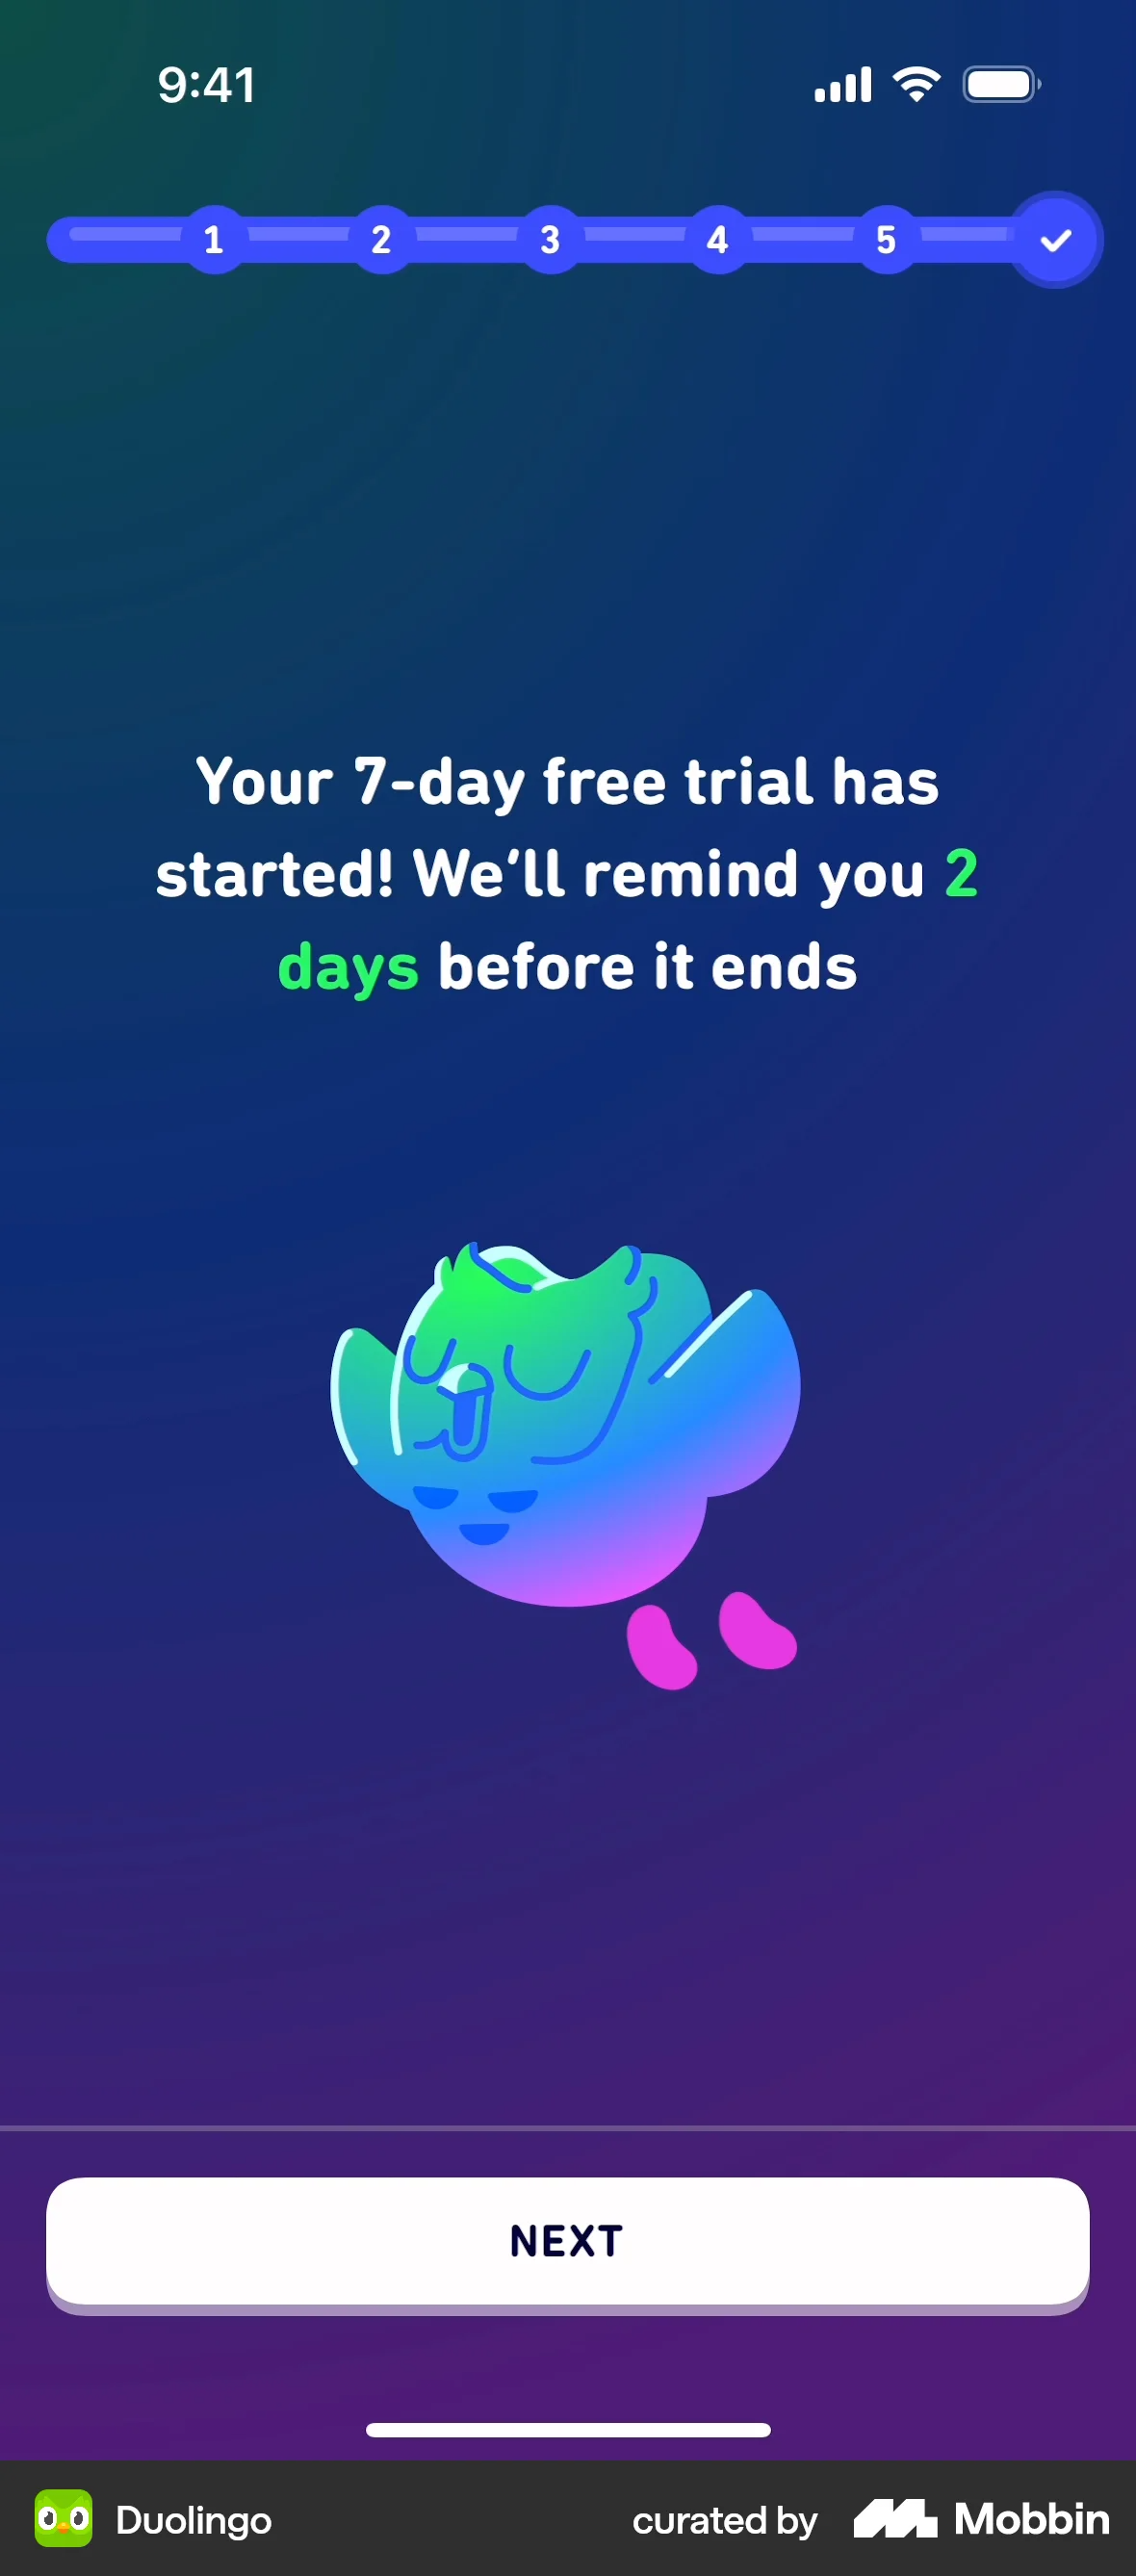 9:41
1 2 3 4 5
Your 7-day free trial has
started! We’ll remind you 2
days before it ends
NEXT
Duolingo curated by Mobbin